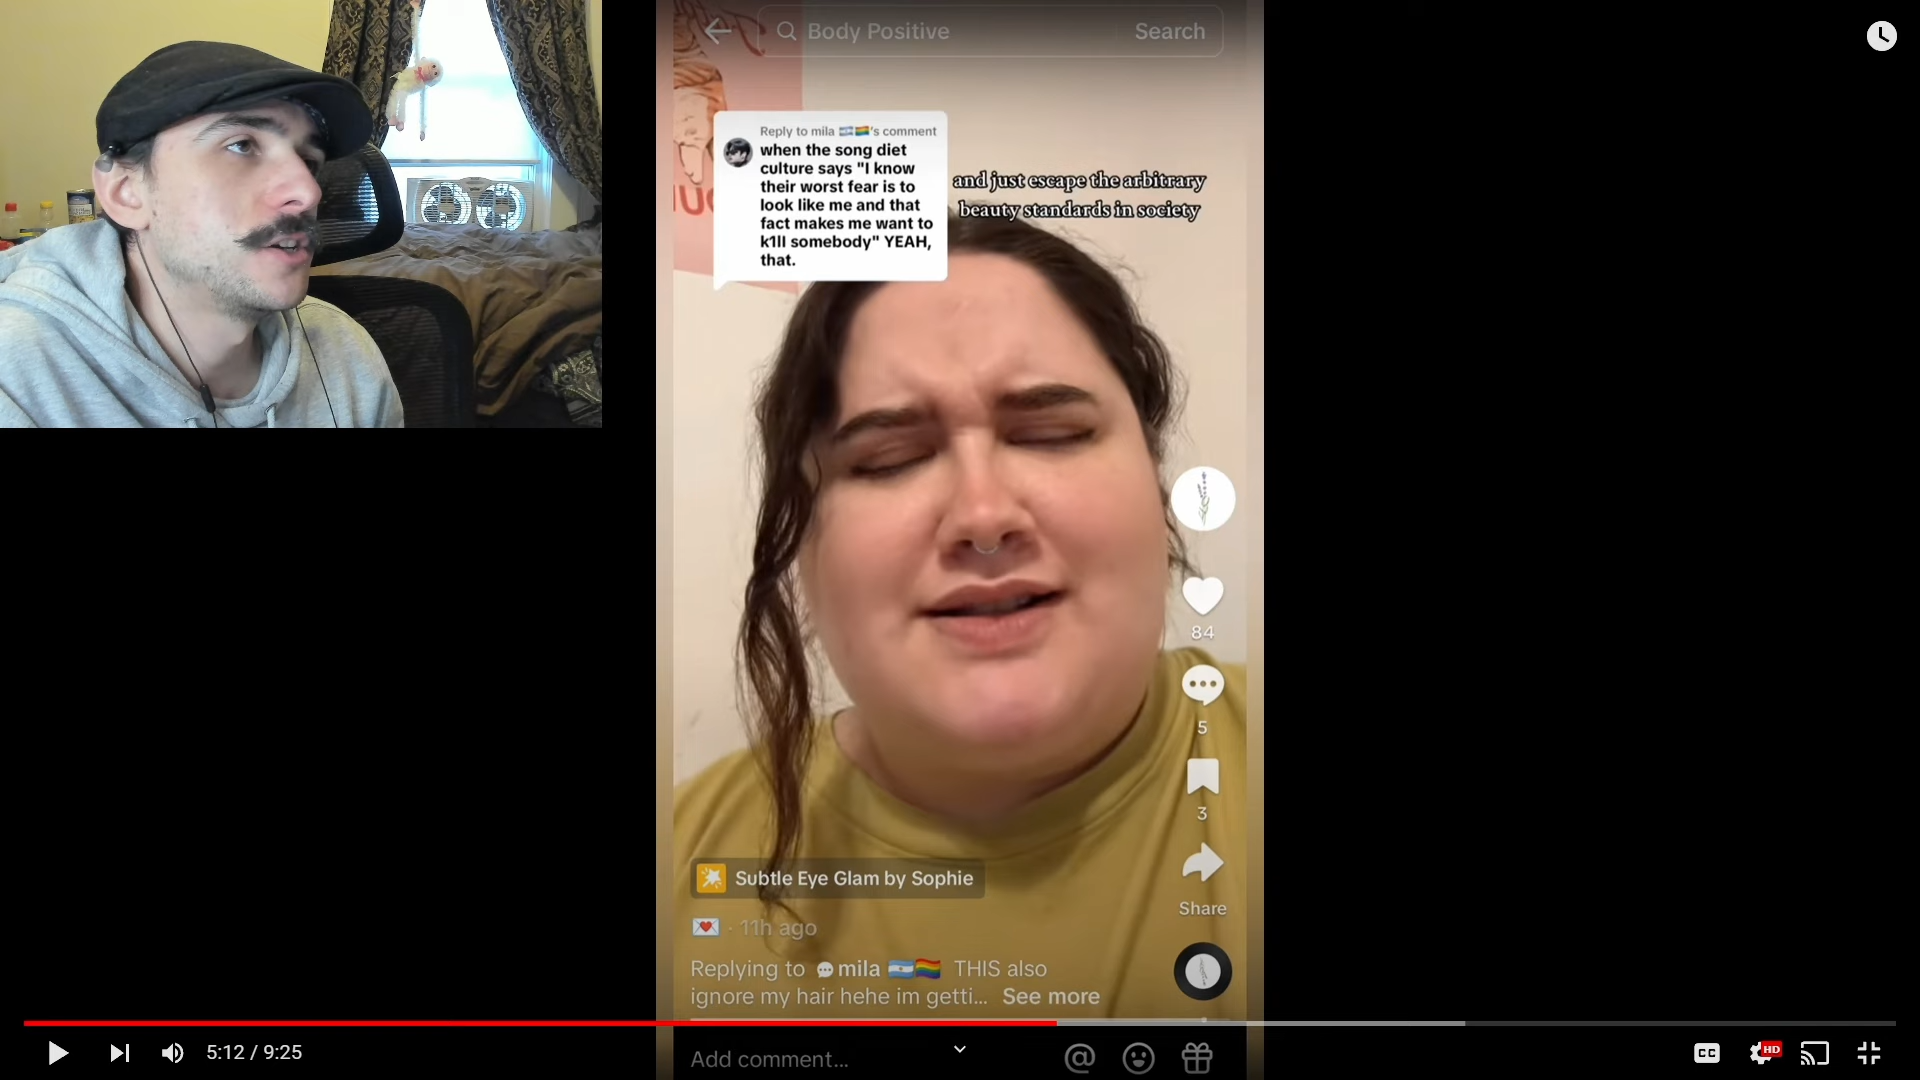 Body Positive
Search
Reply to mila 🇦🇷🏳️‍🌈's comment
when the song diet
culture says "I know
their worst fear is to
look like me and that
fact makes me want to
k1ll somebody" YEAH,
that.
and just escape the arbitrary
beauty standards in society
84
5
3
Share
Subtle Eye Glam by Sophie
💌 · 11h ago
Replying to 💬mila 🇦🇷🏳️‍🌈 THIS also
ignore my hair hehe im getti... See more
Add comment...
5:12 / 9:25
CC
HD